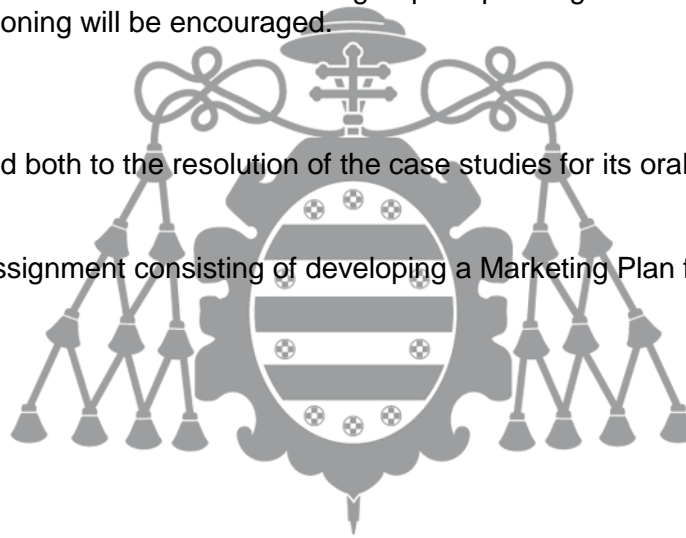 oning will be encouraged.
d both to the resolution of the case studies for its oral
ssignment consisting of developing a Marketing Plan f